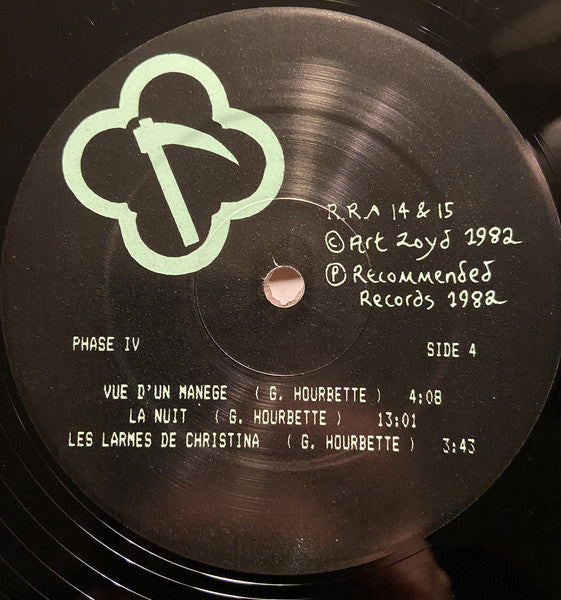 R.R.A 14 & 15
© Art Zoyd 1982
℗ Recommended
Records 1982
PHASE IV
SIDE 4
VUE D'UN MANEGE ( G. HOURBETTE ) 4:08
LA NUIT ( G. HOURBETTE ) 13:01
LES LARMES DE CHRISTINA ( G. HOURBETTE ) 3:43